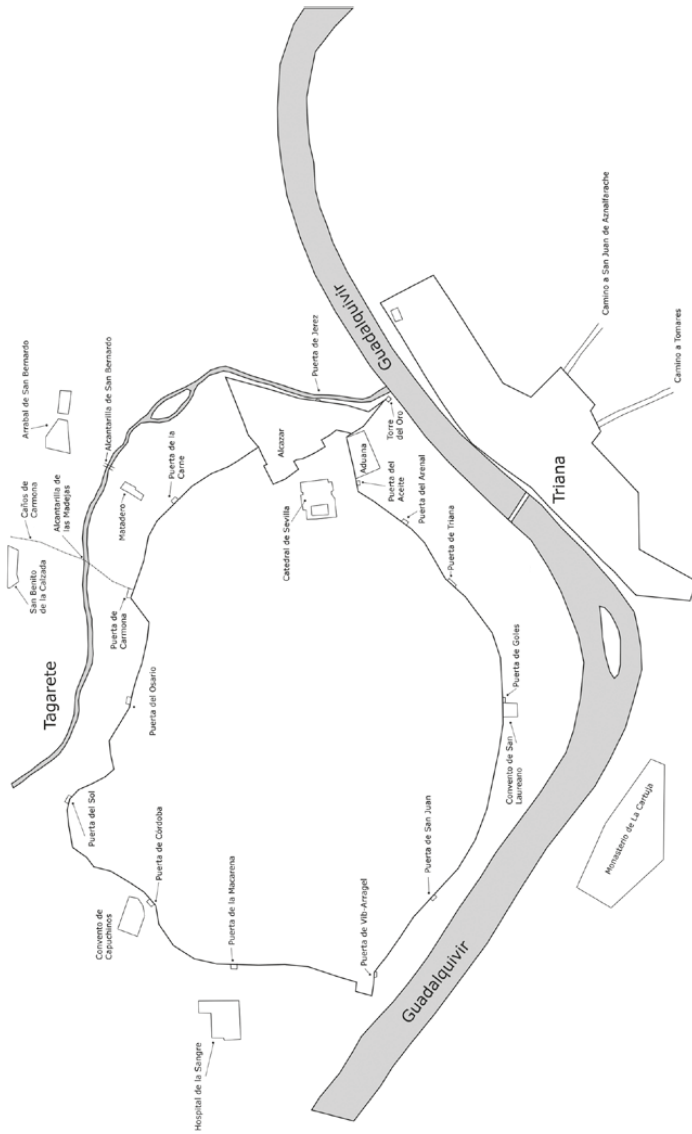 Tagarete
San Benito
de la Calzada
Caños de
Carmona
Alcantarilla de
las Madejas
Arrabal de San Bernardo
Alcantarilla de San Bernardo
Matadero
Puerta de la
Carne
Puerta de
Carmona
Puerta del Osario
Puerta del Sol
Puerta de Córdoba
Convento de
Capuchinos
Puerta de la Macarena
Hospital de la Sangre
Puerta de Vib-Arragel
Puerta de San Juan
Convento de San
Laureano
Puerta de Goles
Puerta de Triana
Puerta del Arenal
Puerta del
Aceite
Aduana
Torre
del Oro
Catedral de Sevilla
Alcazar
Puerta de Jerez
Guadalquivir
Guadalquivir
Triana
Camino a San Juan de Aznalfarache
Camino a Tomares
Monasterio de La Cartuja